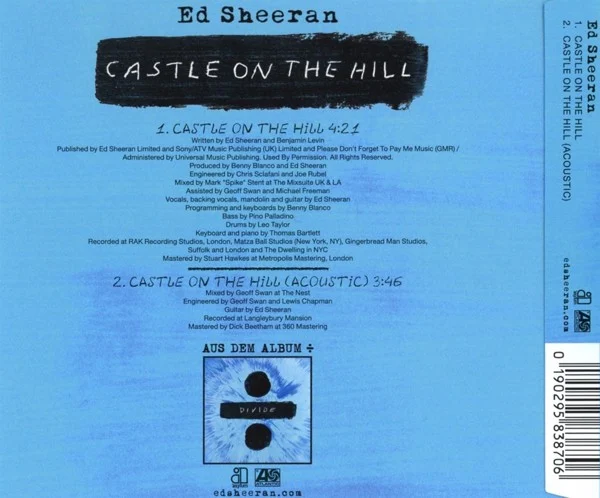 Ed Sheeran
CASTLE ON THE HILL
1. CASTLE ON THE HILL 4:21
Written by Ed Sheeran and Benjamin Levin
Published by Ed Sheeran Limited and Sony/ATV Music Publishing (UK) Limited and Please Don't Forget To Pay Me Music (GMR) /
Administered by Universal Music Publishing. Used By Permission. All Rights Reserved.
Produced by Benny Blanco and Ed Sheeran
Engineered by Chris Sclafani and Joe Rubel
Mixed by Mark "Spike" Stent at The Mixsuite UK & LA
Assisted by Geoff Swan and Michael Freeman
Vocals, backing vocals, mandolin and guitar by Ed Sheeran
Programming and keyboards by Benny Blanco
Bass by Pino Palladino
Drums by Leo Taylor
Keyboard and piano by Thomas Bartlett
Recorded at RAK Recording Studios, London, Matza Ball Studios (New York, NY), Gingerbread Man Studios,
Suffolk and London and The Dwelling in NYC
Mastered by Stuart Hawkes at Metropolis Mastering, London
2. CASTLE ON THE HILL (ACOUSTIC) 3:46
Mixed by Geoff Swan at The Nest
Engineered by Geoff Swan and Lewis Chapman
Guitar by Ed Sheeran
Recorded at Langleybury Mansion
Mastered by Dick Beetham at 360 Mastering
AUS DEM ALBUM ÷
DIVIDE
asylum
ATLANTIC
edsheeran.com
Ed Sheeran
1. CASTLE ON THE HILL
2. CASTLE ON THE HILL (ACOUSTIC)
edsheeran.com
0 190295 838706